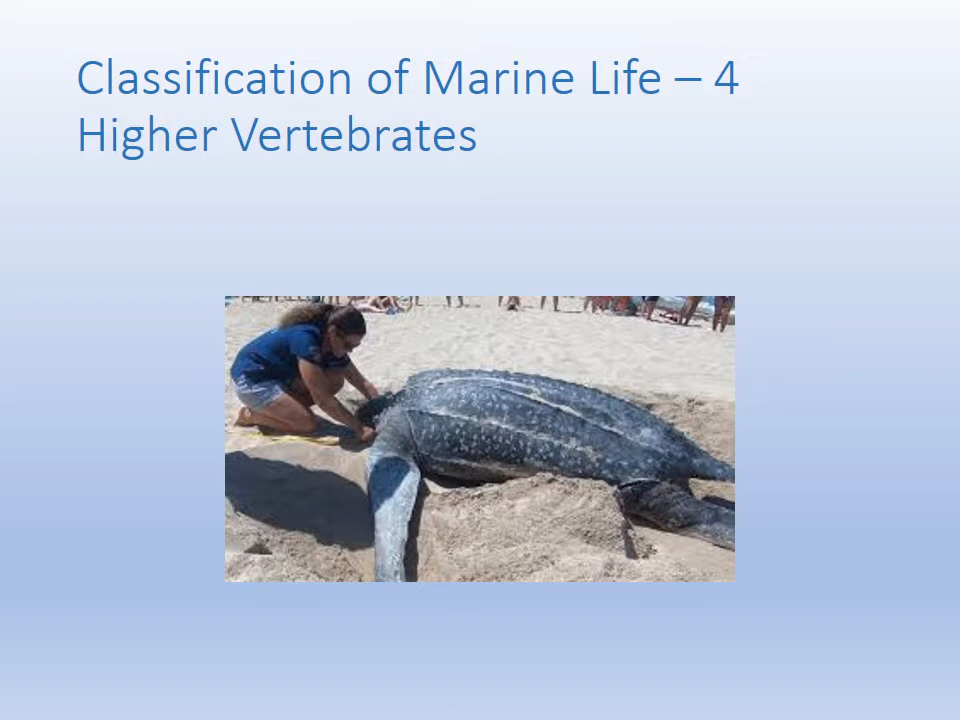 Classification of Marine Life – 4
Higher Vertebrates